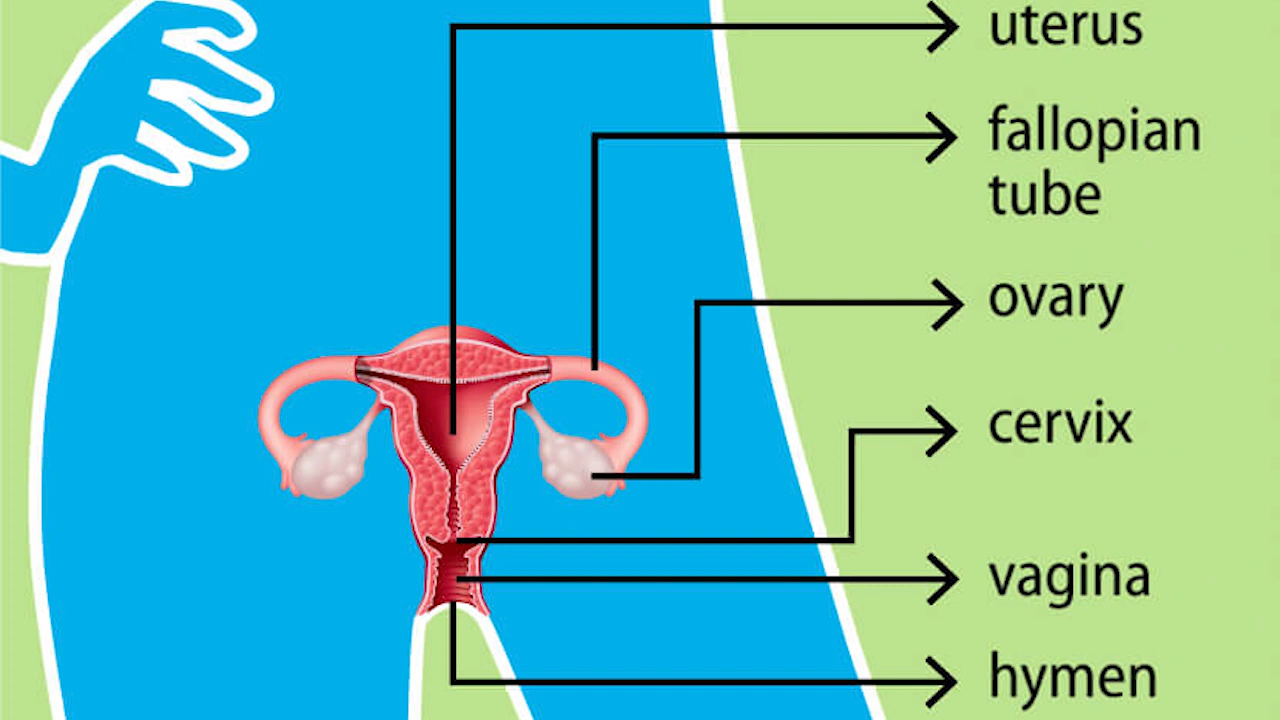 uterus
fallopian
tube
ovary
cervix
vagina
hymen